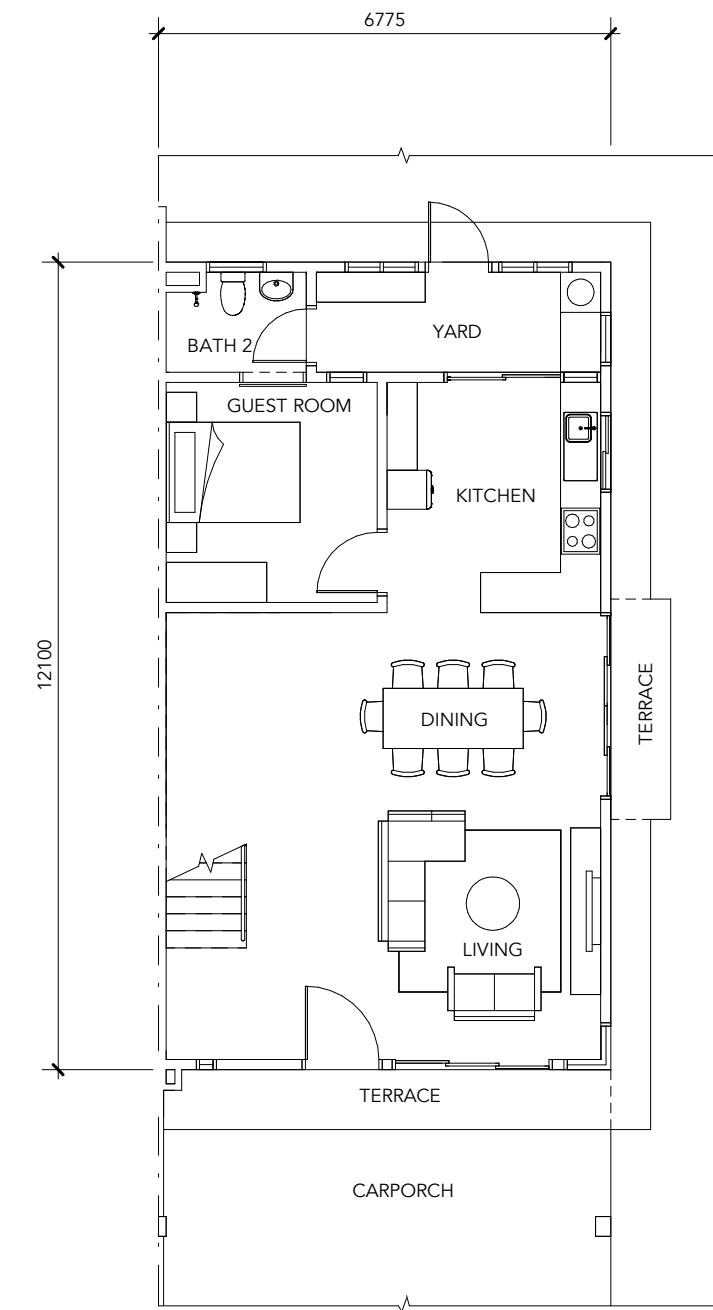 6775
YARD
BATH 2
GUEST ROOM
KITCHEN
12100
TERRACE
DINING
LIVING
TERRACE
CARPORCH